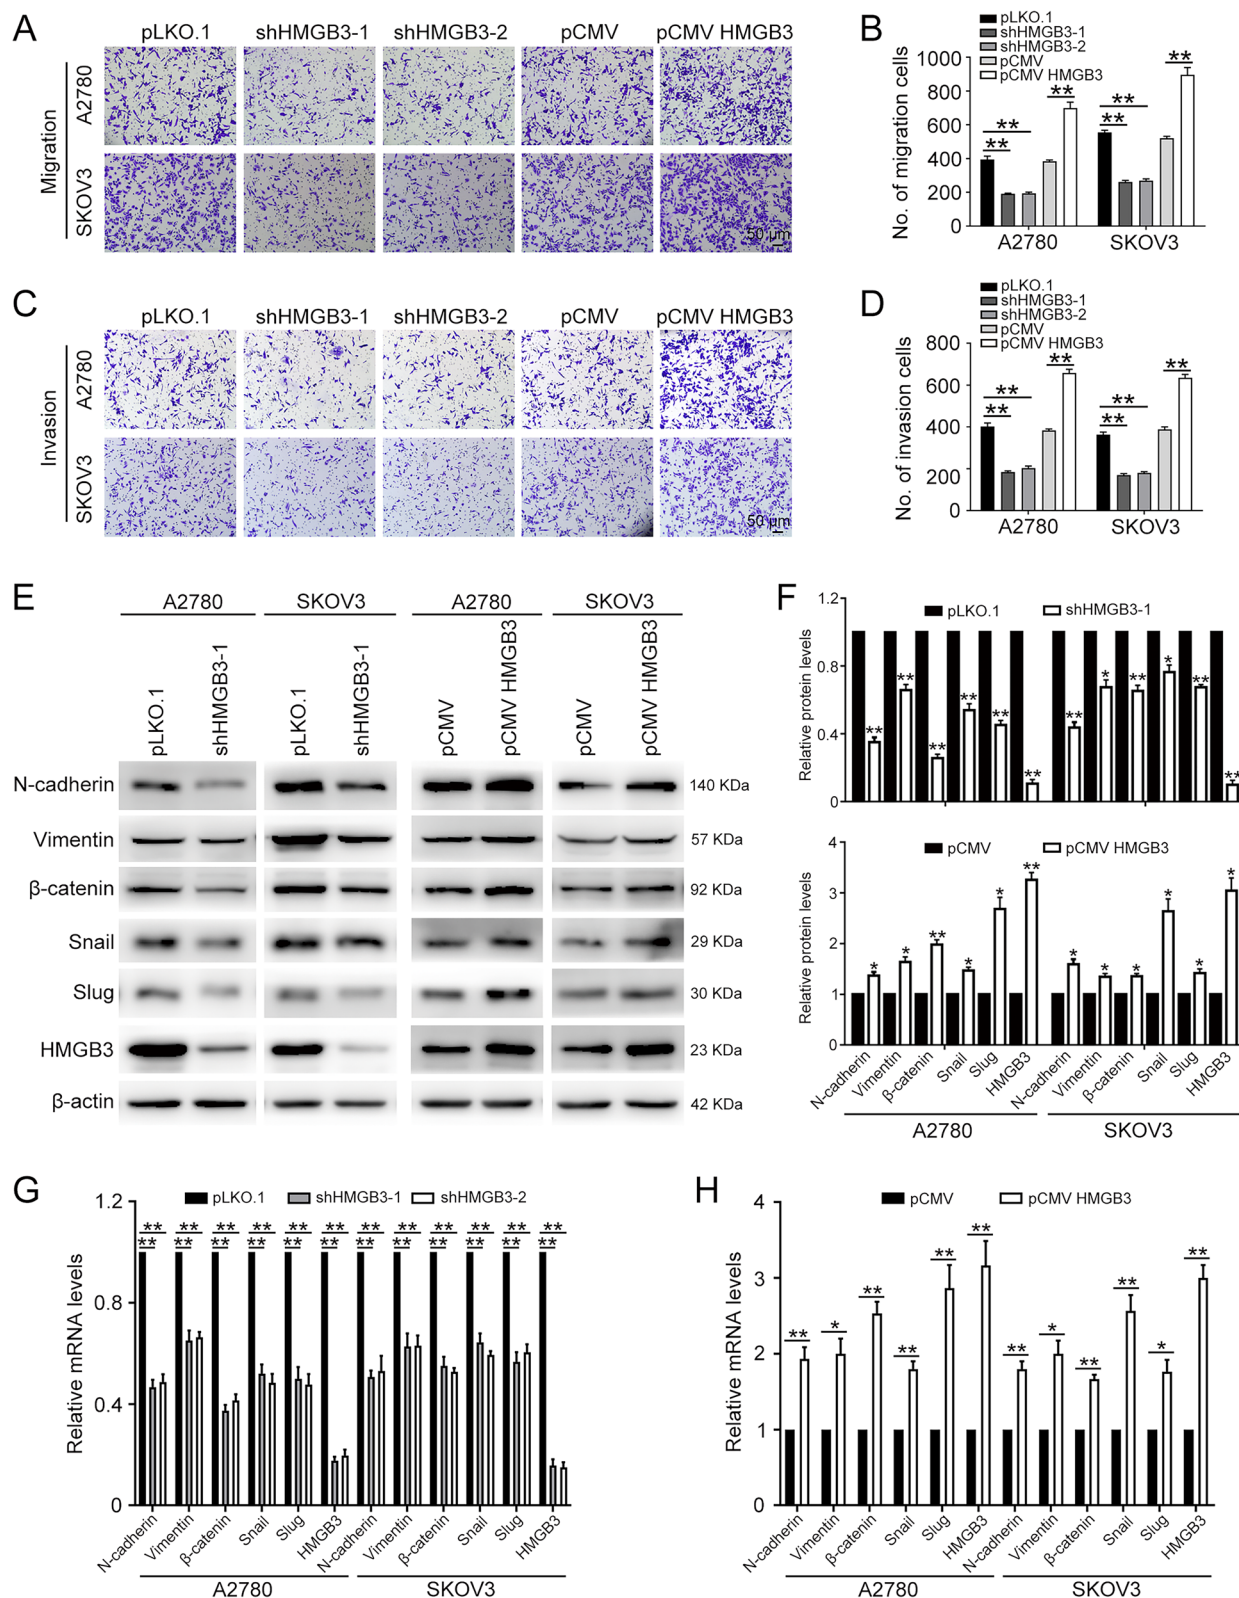 A
pLKO.1 shHMGB3-1 shHMGB3-2 pCMV pCMV HMGB3
Migration
A2780
SKOV3
50 μm
B
pLKO.1
shHMGB3-1
shHMGB3-2
pCMV
pCMV HMGB3
No. of migration cells
1000
800
600
400
200
0
** ** ** ** ** **
A2780 SKOV3
C
pLKO.1 shHMGB3-1 shHMGB3-2 pCMV pCMV HMGB3
Invasion
A2780
SKOV3
50 μm
D
pLKO.1
shHMGB3-1
shHMGB3-2
pCMV
pCMV HMGB3
No. of invasion cells
800
600
400
200
0
** ** ** ** ** **
A2780 SKOV3
E
A2780 SKOV3 A2780 SKOV3
pLKO.1 shHMGB3-1 pLKO.1 shHMGB3-1 pCMV pCMV HMGB3 pCMV pCMV HMGB3
N-cadherin 140 KDa
Vimentin 57 KDa
β-catenin 92 KDa
Snail 29 KDa
Slug 30 KDa
HMGB3 23 KDa
β-actin 42 KDa
F
pLKO.1 shHMGB3-1
Relative protein levels
1.2
0.8
0.4
0
** ** ** ** ** ** ** * ** * ** **
pCMV pCMV HMGB3
Relative protein levels
4
3
2
1
0
* * ** * * ** * * * * * *
N-cadherin Vimentin β-catenin Snail Slug HMGB3 N-cadherin Vimentin β-catenin Snail Slug HMGB3
A2780 SKOV3
G
pLKO.1 shHMGB3-1 shHMGB3-2
Relative mRNA levels
1.2
0.8
0.4
0
** ** ** ** ** ** ** ** ** ** ** **
** ** ** ** ** ** ** ** ** ** ** **
N-cadherin Vimentin β-catenin Snail Slug HMGB3 N-cadherin Vimentin β-catenin Snail Slug HMGB3
A2780 SKOV3
H
pCMV pCMV HMGB3
Relative mRNA levels
4
3
2
1
0
** * ** ** ** ** ** * ** ** * **
N-cadherin Vimentin β-catenin Snail Slug HMGB3 N-cadherin Vimentin β-catenin Snail Slug HMGB3
A2780 SKOV3